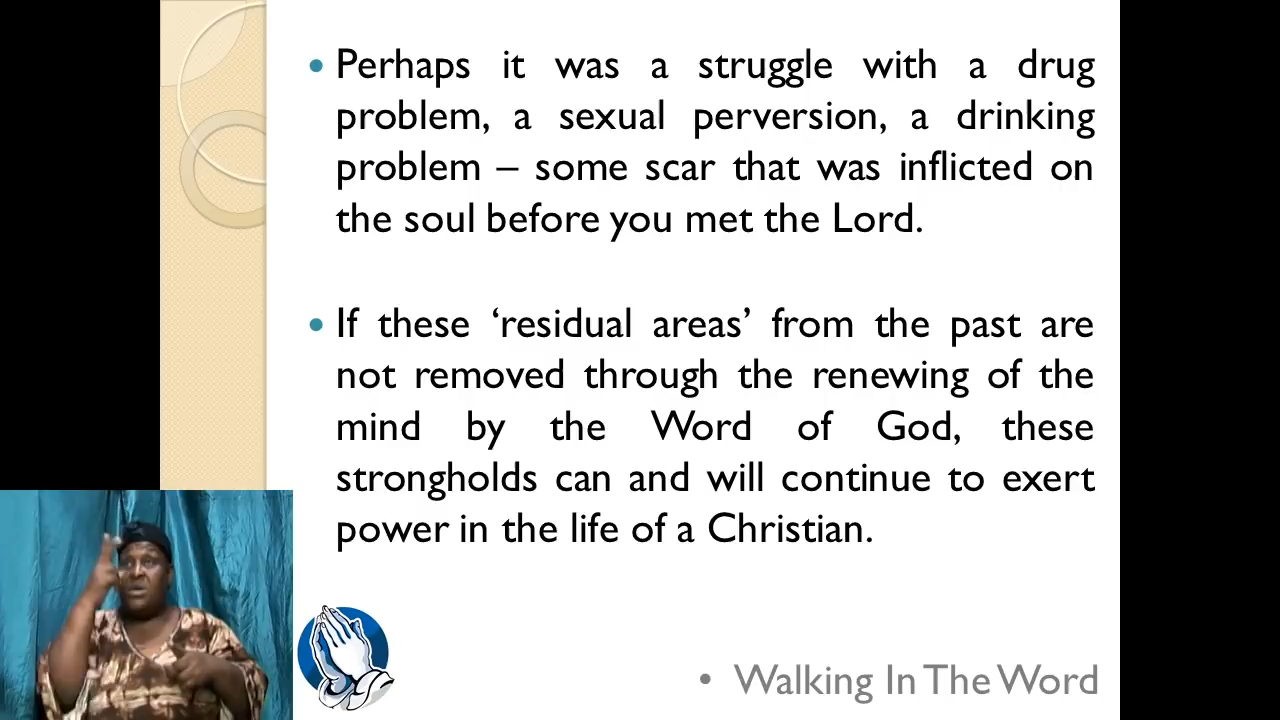 • Perhaps it was a struggle with a drug
problem, a sexual perversion, a drinking
problem – some scar that was inflicted on
the soul before you met the Lord.
• If these ‘residual areas’ from the past are
not removed through the renewing of the
mind by the Word of God, these
strongholds can and will continue to exert
power in the life of a Christian.
• Walking In The Word